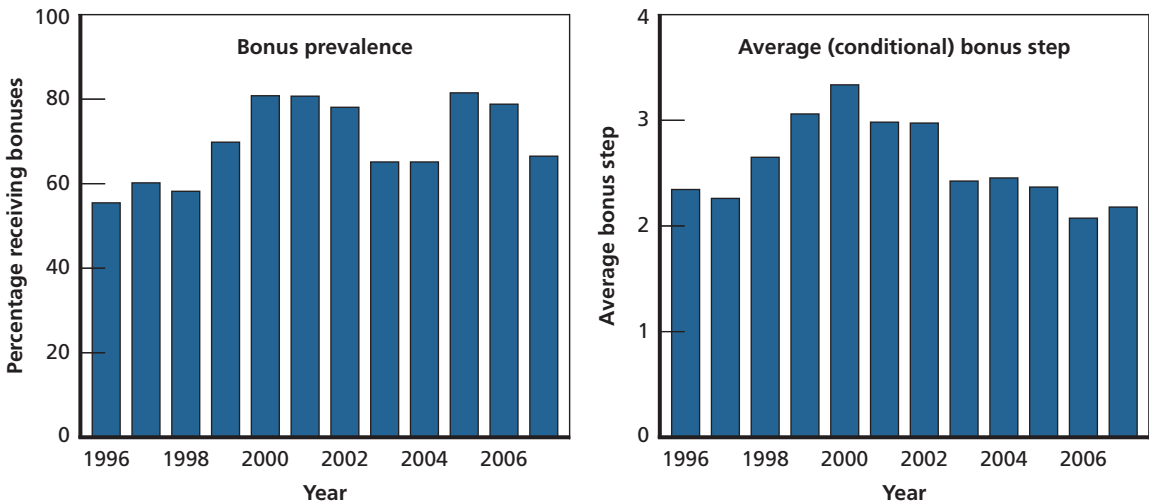 Bonus prevalence
Percentage receiving bonuses
100
80
60
40
20
0
1996 1998 2000 2002 2004 2006
Year
Average (conditional) bonus step
Average bonus step
4
3
2
1
0
1996 1998 2000 2002 2004 2006
Year